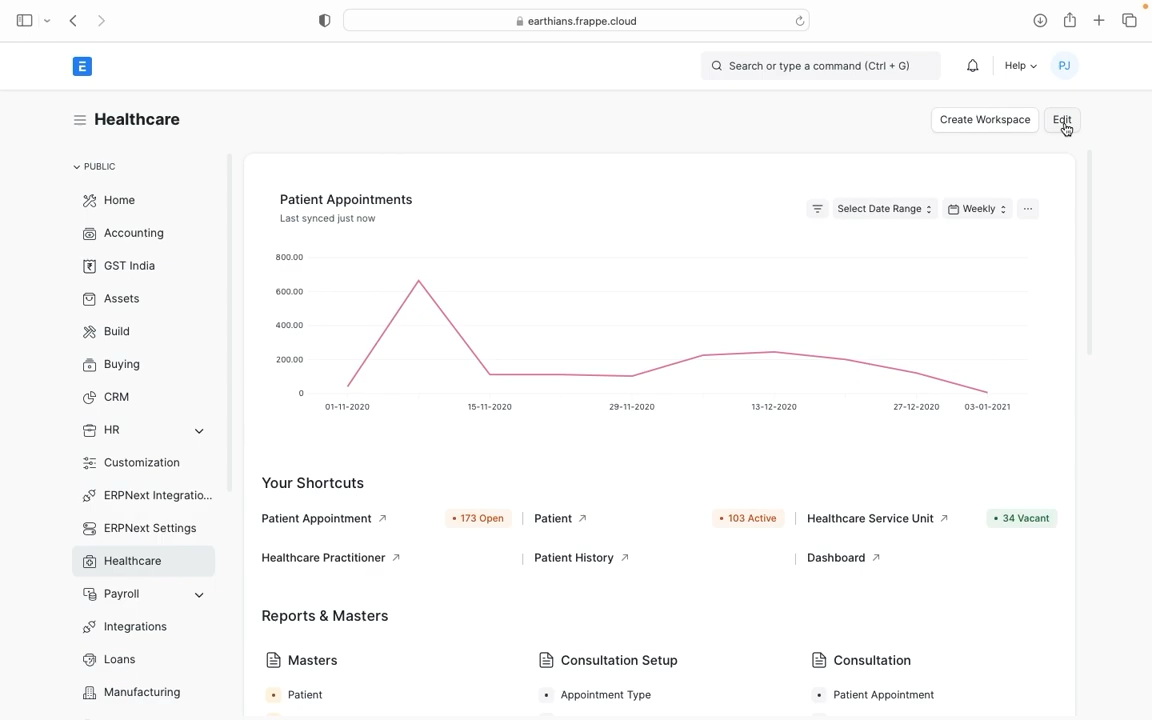 earthians.frappe.cloud
E
Search or type a command (Ctrl + G)
Help
PJ
Healthcare
Create Workspace
Edit
PUBLIC
Home
Accounting
GST India
Assets
Build
Buying
CRM
HR
Customization
ERPNext Integratio...
ERPNext Settings
Healthcare
Payroll
Integrations
Loans
Manufacturing
Patient Appointments
Last synced just now
Select Date Range
Weekly
...
800.00
600.00
400.00
200.00
0
01-11-2020 15-11-2020 29-11-2020 13-12-2020 27-12-2020 03-01-2021
Your Shortcuts
Patient Appointment ↗ • 173 Open Patient ↗ • 103 Active Healthcare Service Unit ↗ • 34 Vacant
Healthcare Practitioner ↗ Patient History ↗ Dashboard ↗
Reports & Masters
Masters Consultation Setup Consultation
• Patient • Appointment Type • Patient Appointment